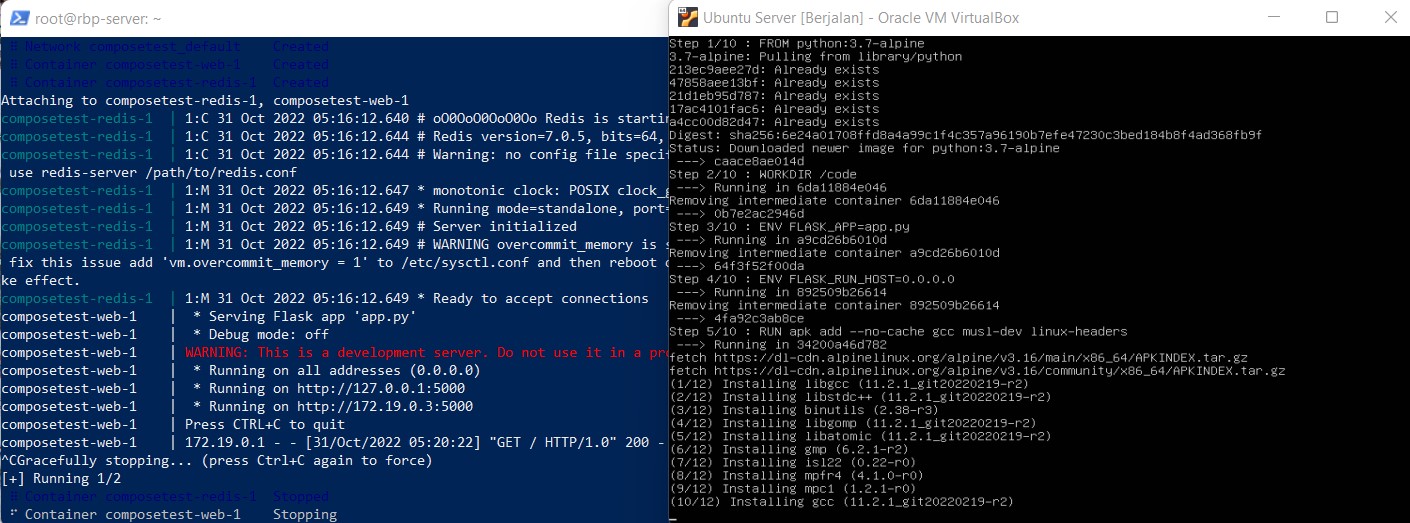 root@rbp-server: ~
⠿ Network composetest_default Created
⠿ Container composetest-web-1 Created
⠿ Container composetest-redis-1 Created
Attaching to composetest-redis-1, composetest-web-1
composetest-redis-1 | 1:C 31 Oct 2022 05:16:12.640 # oO0OoO0OoO0Oo Redis is startin
composetest-redis-1 | 1:C 31 Oct 2022 05:16:12.644 # Redis version=7.0.5, bits=64,
composetest-redis-1 | 1:C 31 Oct 2022 05:16:12.644 # Warning: no config file speci
use redis-server /path/to/redis.conf
composetest-redis-1 | 1:M 31 Oct 2022 05:16:12.647 * monotonic clock: POSIX clock_g
composetest-redis-1 | 1:M 31 Oct 2022 05:16:12.649 * Running mode=standalone, port=
composetest-redis-1 | 1:M 31 Oct 2022 05:16:12.649 # Server initialized
composetest-redis-1 | 1:M 31 Oct 2022 05:16:12.649 # WARNING overcommit_memory is s
fix this issue add 'vm.overcommit_memory = 1' to /etc/sysctl.conf and then reboot o
ke effect.
composetest-redis-1 | 1:M 31 Oct 2022 05:16:12.649 * Ready to accept connections
composetest-web-1 | * Serving Flask app 'app.py'
composetest-web-1 | * Debug mode: off
composetest-web-1 | WARNING: This is a development server. Do not use it in a pro
composetest-web-1 | * Running on all addresses (0.0.0.0)
composetest-web-1 | * Running on http://127.0.0.1:5000
composetest-web-1 | * Running on http://172.19.0.3:5000
composetest-web-1 | Press CTRL+C to quit
composetest-web-1 | 172.19.0.1 - - [31/Oct/2022 05:20:22] "GET / HTTP/1.0" 200 -
^CGracefully stopping... (press Ctrl+C again to force)
[+] Running 1/2
⠿ Container composetest-redis-1 Stopped
⠋ Container composetest-web-1 Stopping
Ubuntu Server [Berjalan] - Oracle VM VirtualBox
Step 1/10 : FROM python:3.7-alpine
3.7-alpine: Pulling from library/python
213ec9aee27d: Already exists
47858aee13bf: Already exists
21d1eb95d787: Already exists
17ac4101fac6: Already exists
a4cc00d82d47: Already exists
Digest: sha256:6e24a01708ffd8a4a99c1f4c357a96190b7efe47230c3bed184b8f4ad368fb9f
Status: Downloaded newer image for python:3.7-alpine
---> caace8ae014d
Step 2/10 : WORKDIR /code
---> Running in 6da11884e046
Removing intermediate container 6da11884e046
---> 0b7e2ac2946d
Step 3/10 : ENV FLASK_APP=app.py
---> Running in a9cd26b6010d
Removing intermediate container a9cd26b6010d
---> 64f3f52f00da
Step 4/10 : ENV FLASK_RUN_HOST=0.0.0.0
---> Running in 892509b26614
Removing intermediate container 892509b26614
---> 4fa92c3ab8ce
Step 5/10 : RUN apk add --no-cache gcc musl-dev linux-headers
---> Running in 34200a46d782
fetch https://dl-cdn.alpinelinux.org/alpine/v3.16/main/x86_64/APKINDEX.tar.gz
fetch https://dl-cdn.alpinelinux.org/alpine/v3.16/community/x86_64/APKINDEX.tar.gz
(1/12) Installing libgcc (11.2.1_git20220219-r2)
(2/12) Installing libstdc++ (11.2.1_git20220219-r2)
(3/12) Installing binutils (2.38-r3)
(4/12) Installing libgomp (11.2.1_git20220219-r2)
(5/12) Installing libatomic (11.2.1_git20220219-r2)
(6/12) Installing gmp (6.2.1-r2)
(7/12) Installing isl22 (0.22-r0)
(8/12) Installing mpfr4 (4.1.0-r0)
(9/12) Installing mpc1 (1.2.1-r0)
(10/12) Installing gcc (11.2.1_git20220219-r2)